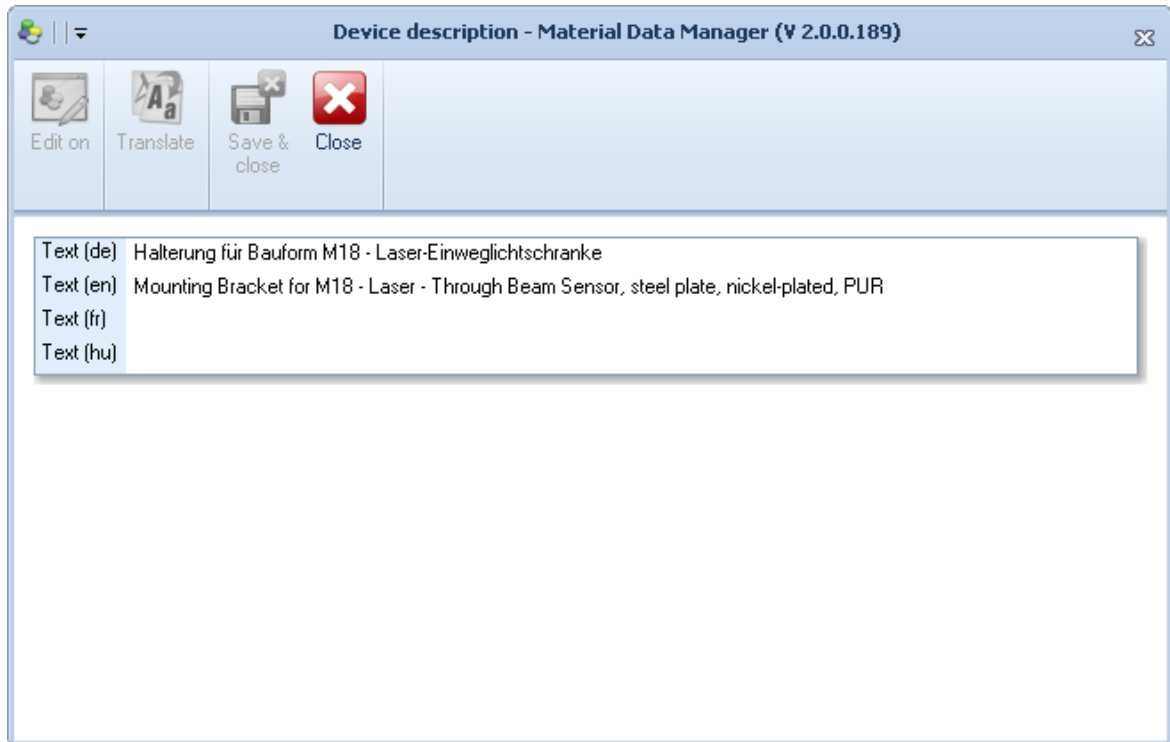 Device description - Material Data Manager (V 2.0.0.189)
Edit on
Translate
Save &
close
Close
Text (de) Halterung für Bauform M18 - Laser-Einweglichtschranke
Text (en) Mounting Bracket for M18 - Laser - Through Beam Sensor, steel plate, nickel-plated, PUR
Text (fr)
Text (hu)